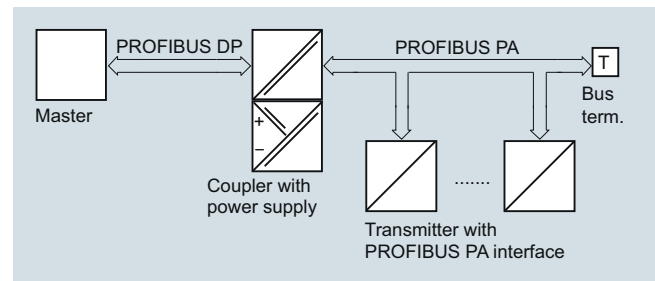 PROFIBUS DP
PROFIBUS PA
T
Master
+
–
Bus
term.
Coupler with
power supply
.......
Transmitter with
PROFIBUS PA interface